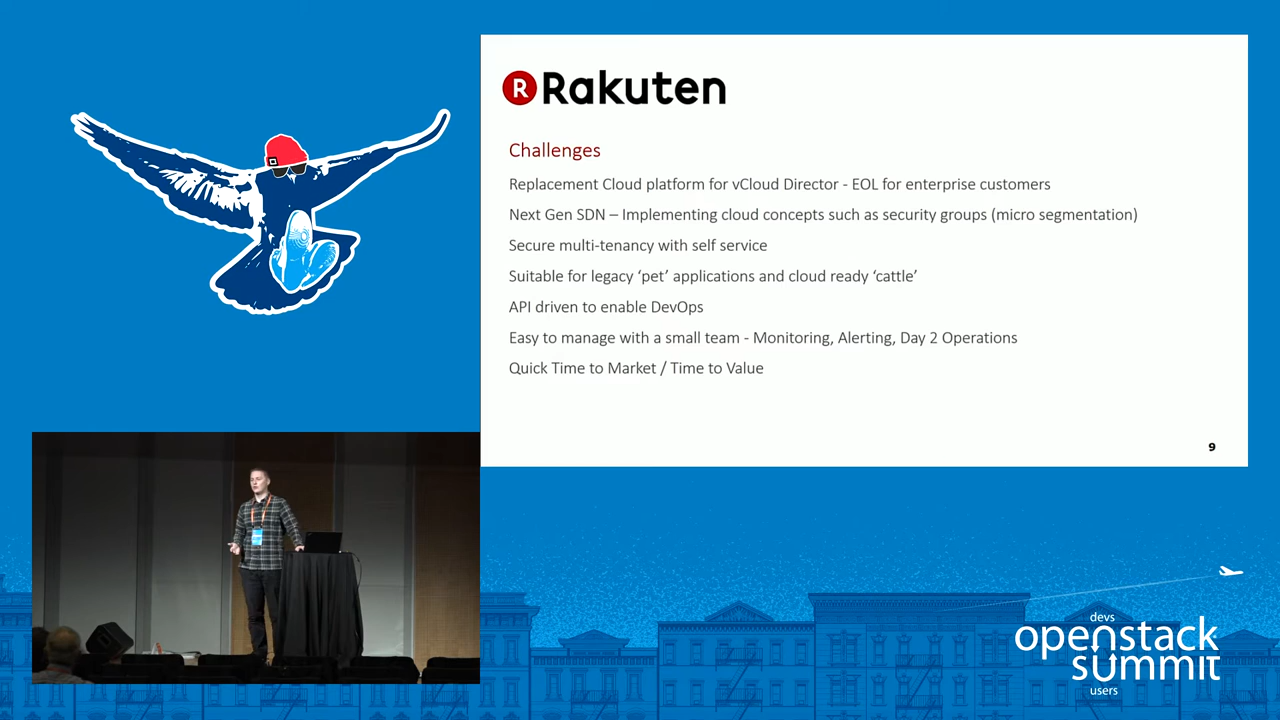 R Rakuten
Challenges
Replacement Cloud platform for vCloud Director - EOL for enterprise customers
Next Gen SDN – Implementing cloud concepts such as security groups (micro segmentation)
Secure multi-tenancy with self service
Suitable for legacy ‘pet’ applications and cloud ready ‘cattle’
API driven to enable DevOps
Easy to manage with a small team - Monitoring, Alerting, Day 2 Operations
Quick Time to Market / Time to Value
9
devs
openstack
summit
users